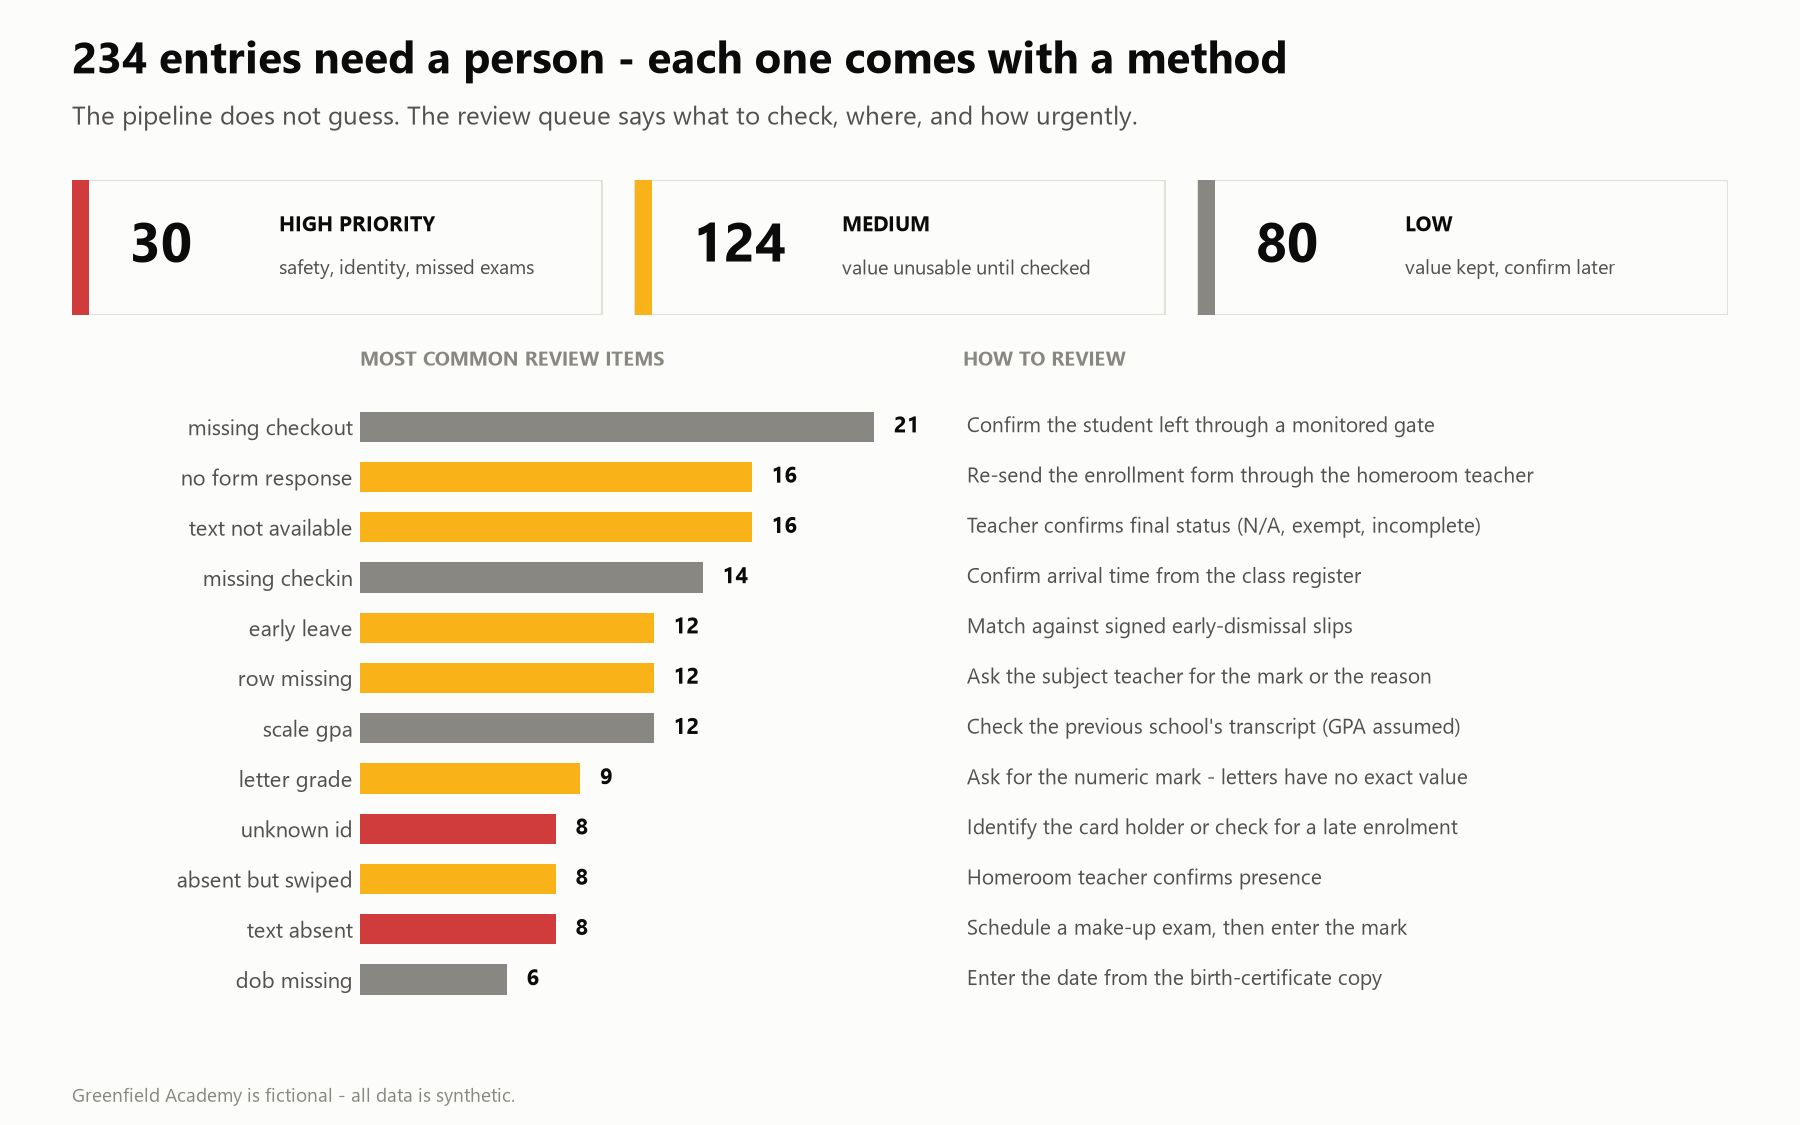 234 entries need a person - each one comes with a method
The pipeline does not guess. The review queue says what to check, where, and how urgently.
30
HIGH PRIORITY
safety, identity, missed exams
124
MEDIUM
value unusable until checked
80
LOW
value kept, confirm later
MOST COMMON REVIEW ITEMS
HOW TO REVIEW
missing checkout 21 Confirm the student left through a monitored gate
no form response 16 Re-send the enrollment form through the homeroom teacher
text not available 16 Teacher confirms final status (N/A, exempt, incomplete)
missing checkin 14 Confirm arrival time from the class register
early leave 12 Match against signed early-dismissal slips
row missing 12 Ask the subject teacher for the mark or the reason
scale gpa 12 Check the previous school's transcript (GPA assumed)
letter grade 9 Ask for the numeric mark - letters have no exact value
unknown id 8 Identify the card holder or check for a late enrolment
absent but swiped 8 Homeroom teacher confirms presence
text absent 8 Schedule a make-up exam, then enter the mark
dob missing 6 Enter the date from the birth-certificate copy
Greenfield Academy is fictional - all data is synthetic.